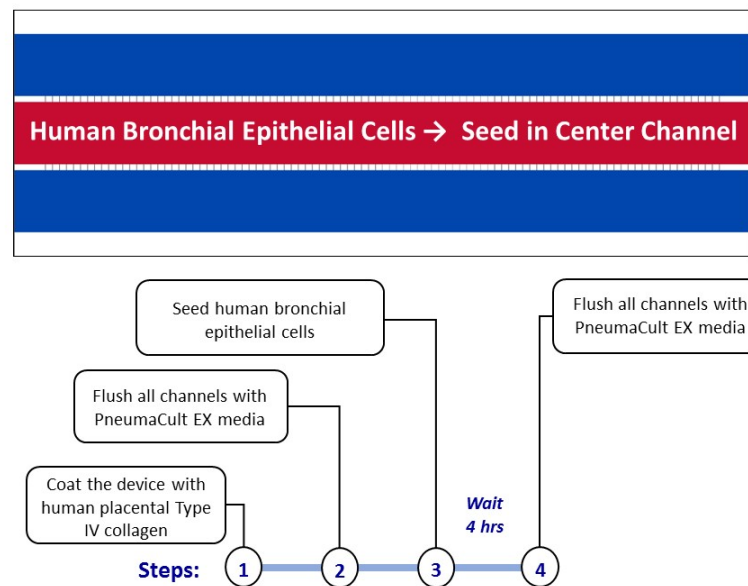 Human Bronchial Epithelial Cells → Seed in Center Channel
Seed human bronchial
epithelial cells
Flush all channels with
PneumaCult EX media
Flush all channels with
PneumaCult EX media
Coat the device with
human placental Type
IV collagen
Wait
4 hrs
Steps: 1 2 3 4